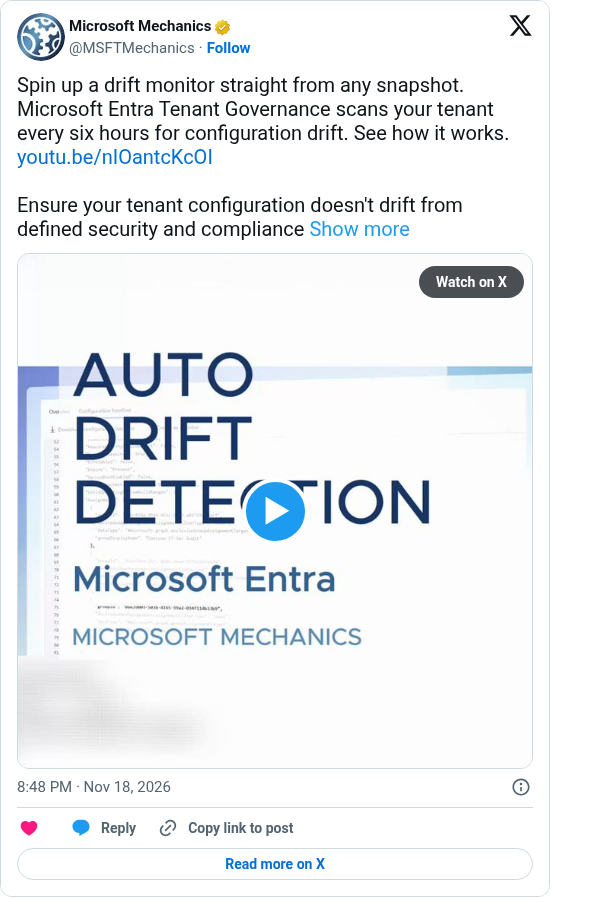 Microsoft Mechanics
@MSFTMechanics · Follow
Spin up a drift monitor straight from any snapshot.
Microsoft Entra Tenant Governance scans your tenant
every six hours for configuration drift. See how it works.
youtu.be/nIOantcKcOI
Ensure your tenant configuration doesn't drift from
defined security and compliance Show more
Watch on X
AUTO
DRIFT
DETECTION
Microsoft Entra
MICROSOFT MECHANICS
8:48 PM · Nov 18, 2026
Reply
Copy link to post
Read more on X